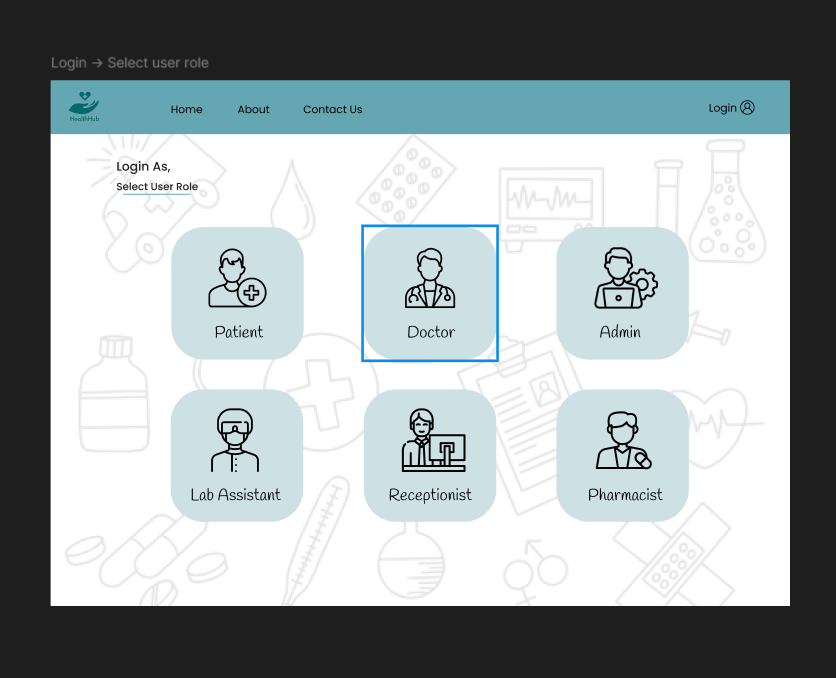 Login → Select user role
HealthHub
Home About Contact Us Login
Login As,
Select User Role
Patient Doctor Admin
Lab Assistant Receptionist Pharmacist